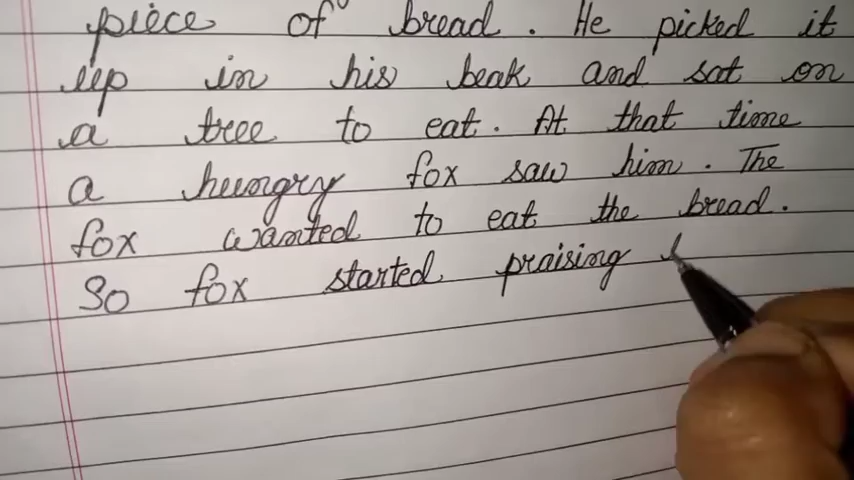 piece of bread. He picked it
up in his beak and sat on
a tree to eat. At that time
a hungry fox saw him. The
fox wanted to eat the bread.
So fox started praising